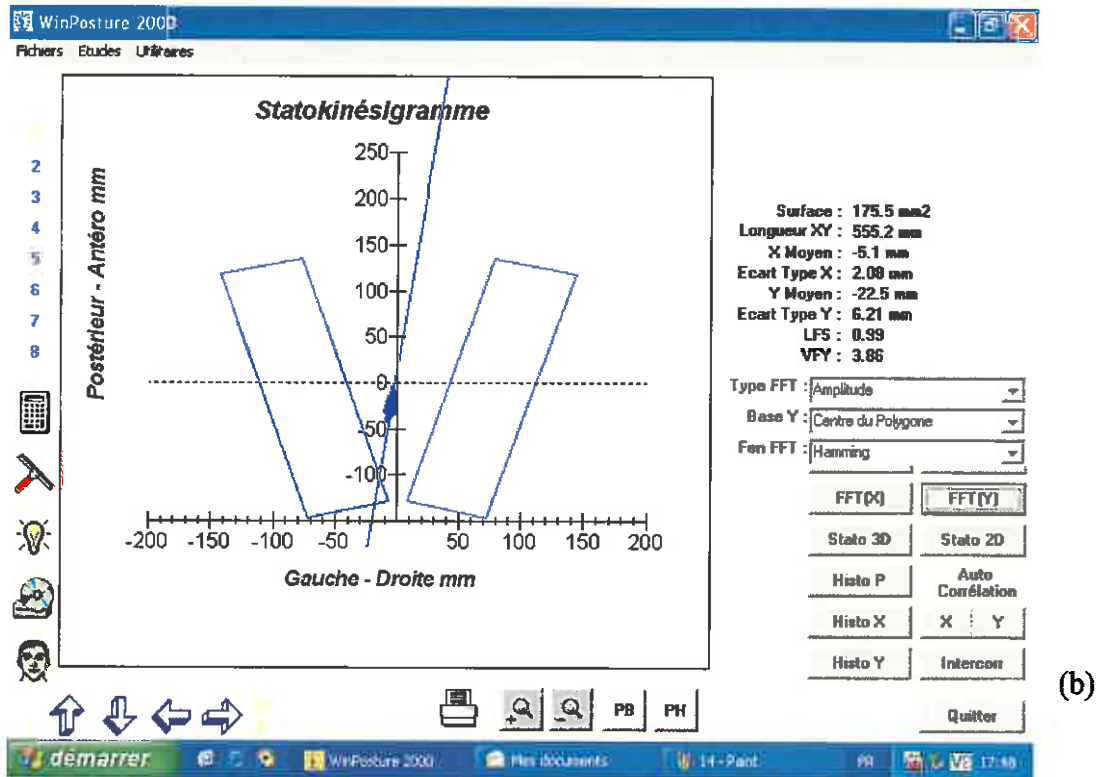 WinPosture 2000
Fichiers Etudes Utilitaires
Statokinésigramme
Postérieur - Antéro mm
250
200
150
100
50
0
-50
-100
-200 -150 -100 -50 50 100 150 200
Gauche - Droite mm
2
3
4
5
6
7
8
Surface : 175.5 mm2
Longueur XY : 555.2 mm
X Moyen : -5.1 mm
Ecart Type X : 2.08 mm
Y Moyen : -22.5 mm
Ecart Type Y : 6.21 mm
LFS : 0.99
VFY : 3.86
Type FFT : Amplitude
Base Y : Centre du Polygone
Fen FFT : Hamming
FFT(X) FFT(Y)
Stato 3D Stato 2D
Histo P Auto Corrélation
Histo X X Y
Histo Y Intercorr
Quitter
PB PH
(b)
démarrer WinPosture 2000 Mes documents 14 - Paint FR 17:48